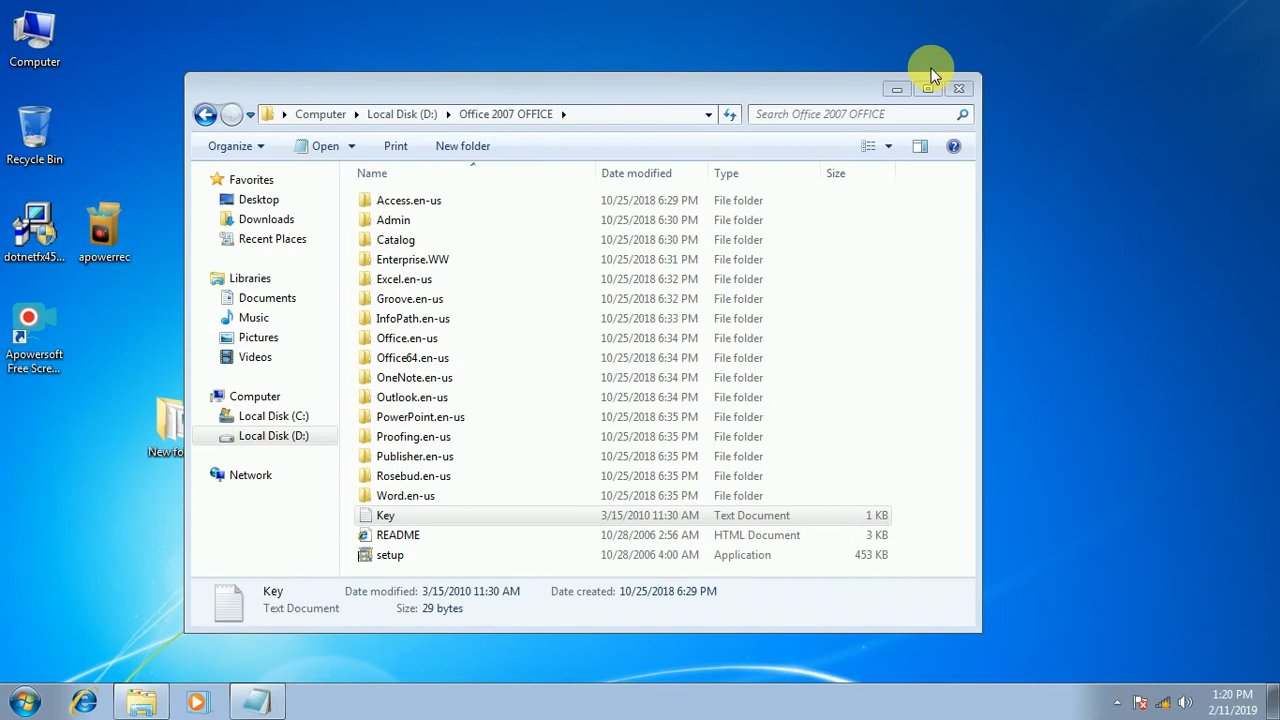 Computer
Recycle Bin
dotnetfx45...
apowerrec
Apowersoft
Free Scre...
New fo
Computer
Local Disk (D:)
Office 2007 OFFICE
Search Office 2007 OFFICE
Organize
Open
Print
New folder
Name
Date modified
Type
Size
Favorites
Desktop
Downloads
Recent Places
Libraries
Documents
Music
Pictures
Videos
Computer
Local Disk (C:)
Local Disk (D:)
Network
Access.en-us 10/25/2018 6:29 PM File folder
Admin 10/25/2018 6:30 PM File folder
Catalog 10/25/2018 6:30 PM File folder
Enterprise.WW 10/25/2018 6:31 PM File folder
Excel.en-us 10/25/2018 6:32 PM File folder
Groove.en-us 10/25/2018 6:32 PM File folder
InfoPath.en-us 10/25/2018 6:33 PM File folder
Office.en-us 10/25/2018 6:34 PM File folder
Office64.en-us 10/25/2018 6:34 PM File folder
OneNote.en-us 10/25/2018 6:34 PM File folder
Outlook.en-us 10/25/2018 6:34 PM File folder
PowerPoint.en-us 10/25/2018 6:35 PM File folder
Proofing.en-us 10/25/2018 6:35 PM File folder
Publisher.en-us 10/25/2018 6:35 PM File folder
Rosebud.en-us 10/25/2018 6:35 PM File folder
Word.en-us 10/25/2018 6:35 PM File folder
Key 3/15/2010 11:30 AM Text Document 1 KB
README 10/28/2006 2:56 AM HTML Document 3 KB
setup 10/28/2006 4:00 AM Application 453 KB
Key Date modified: 3/15/2010 11:30 AM Date created: 10/25/2018 6:29 PM
Text Document Size: 29 bytes
1:20 PM
2/11/2019